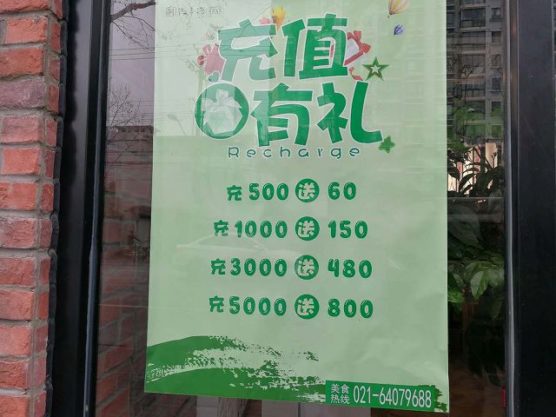 充值
有礼
Recharge
充500送60
充1000送150
充3000送480
充5000送800
美食
热线 021-64079688